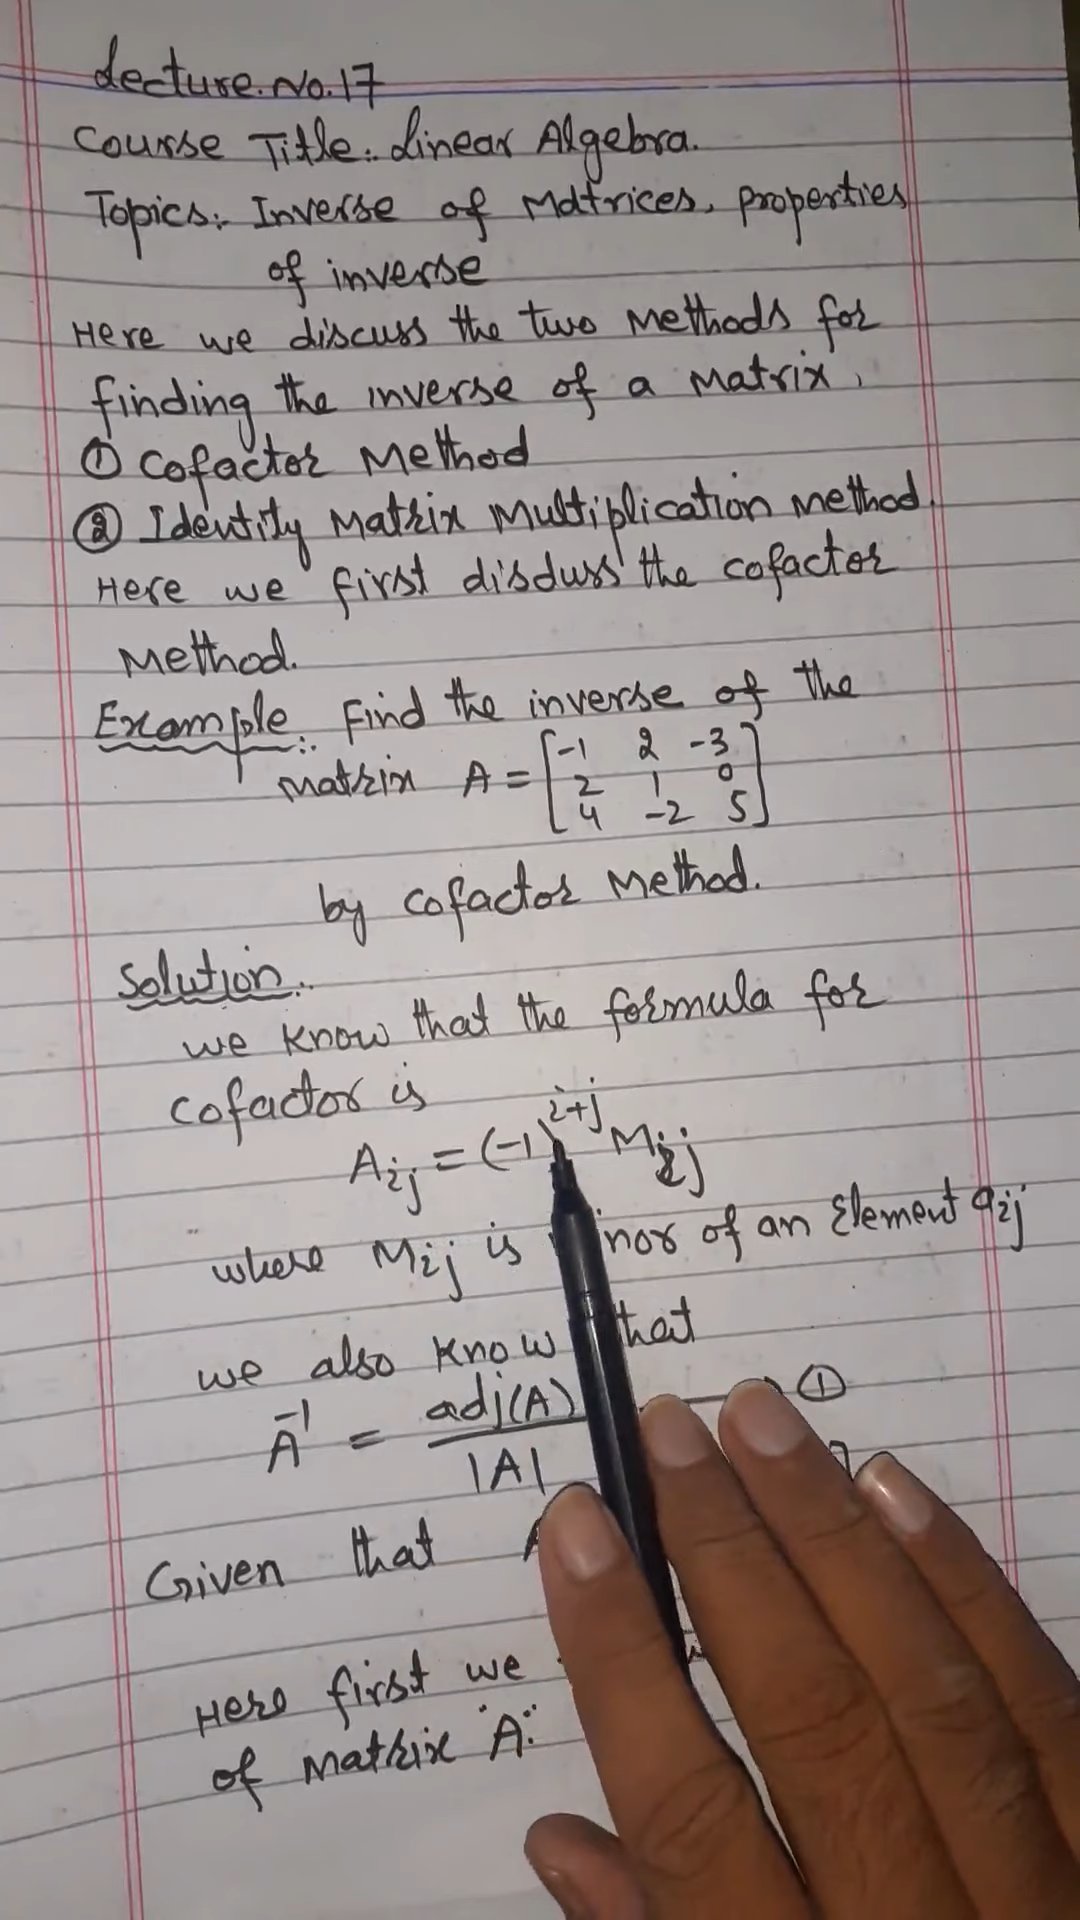 Lecture.No.17
Course Title:. Linear Algebra.
Topics:. Inverse of Matrices, properties
of inverse
Here we discuss the two Methods for
finding the inverse of a Matrix,
① Cofactor Method
② Identity Matrix Multiplication method.
Here we first disduss the cofactor
Method.
Example:. Find the inverse of the
Matrix A = [-1 2 -3
2 1 0
4 -2 5]
by cofactor Method.
Solution:.
we know that the formula for
cofactor is
Aij = (-1)^i+j Mij
where Mij is inor of an Element aij
we also know that
A^-1 = adj(A) / |A| → ①
Given that
Here first we
of Matrix "A".